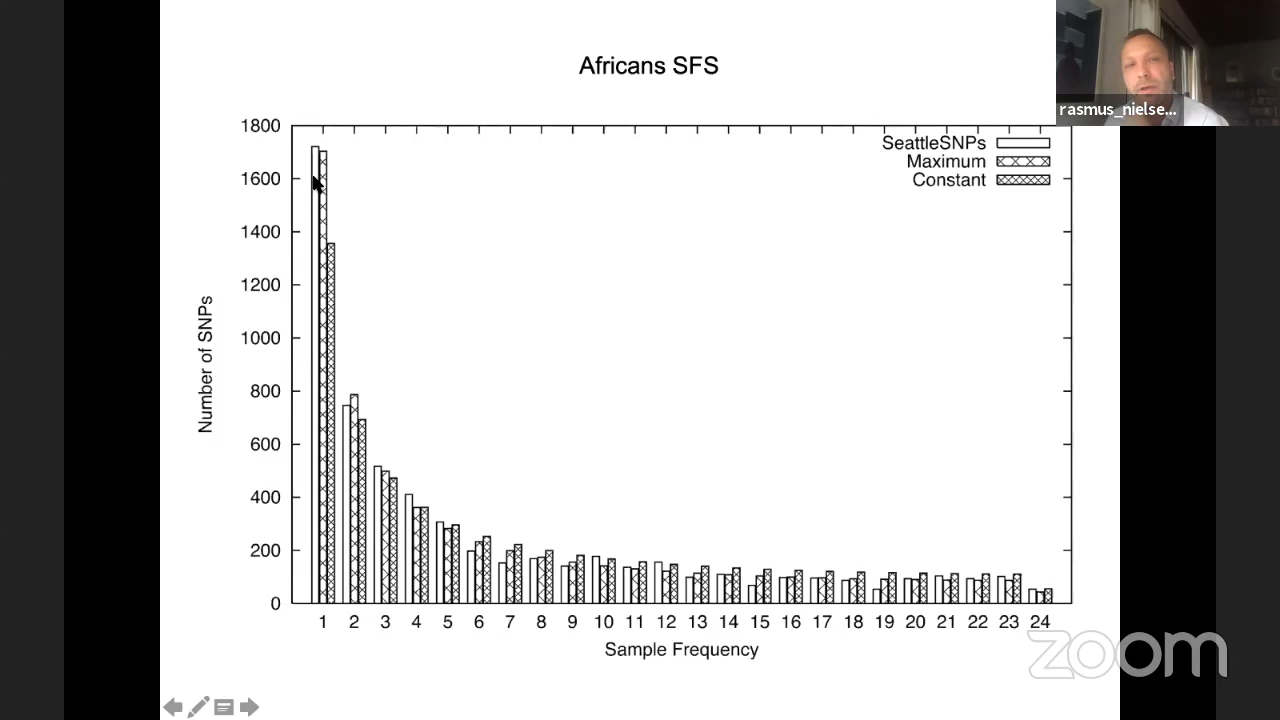 Africans SFS
rasmus_nielse...
1800
1600
1400
1200
1000
800
600
400
200
0
Number of SNPs
SeattleSNPs
Maximum
Constant
1 2 3 4 5 6 7 8 9 10 11 12 13 14 15 16 17 18 19 20 21 22 23 24
Sample Frequency
zoom